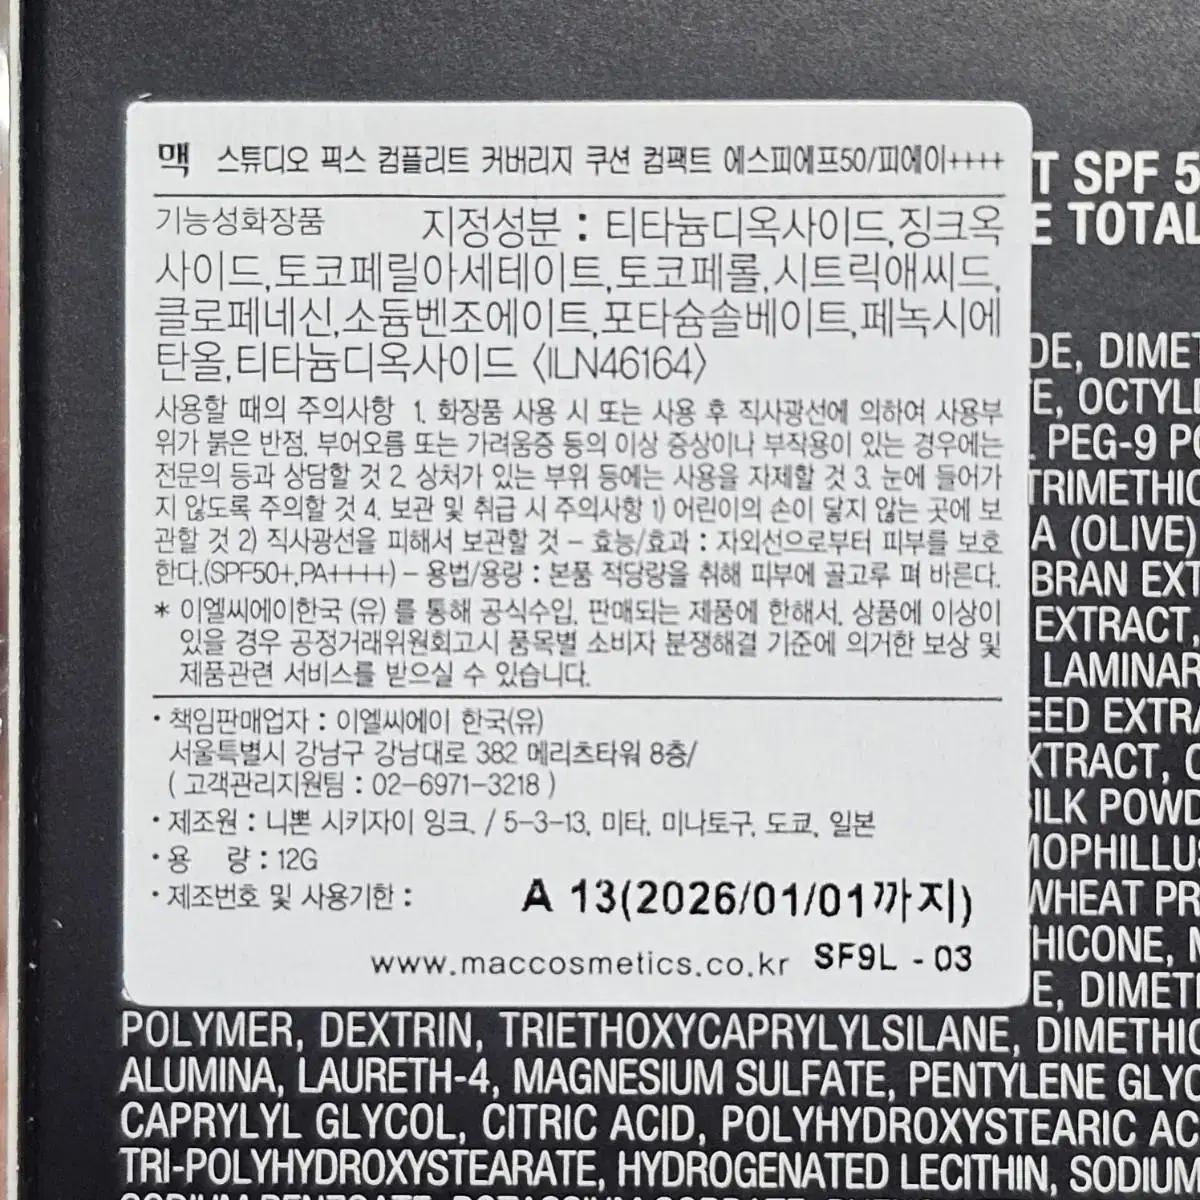 맥 스튜디오 픽스 컴플리트 커버리지 쿠션 컴팩트 에스피에프50/피에이++++
기능성화장품 지정성분 : 티타늄디옥사이드,징크옥
사이드,토코페릴아세테이트,토코페롤,시트릭애씨드,
클로페네신,소듐벤조에이트,포타슘솔베이트,페녹시에
탄올,티타늄디옥사이드 〈ILN46164〉
사용할 때의 주의사항 1. 화장품 사용 시 또는 사용 후 직사광선에 의하여 사용부
위가 붉은 반점, 부어오름 또는 가려움증 등의 이상 증상이나 부작용이 있는 경우에는
전문의 등과 상담할 것 2. 상처가 있는 부위 등에는 사용을 자제할 것 3. 눈에 들어가
지 않도록 주의할 것 4. 보관 및 취급 시 주의사항 1) 어린이의 손이 닿지 않는 곳에 보
관할 것 2) 직사광선을 피해서 보관할 것 - 효능/효과 : 자외선으로부터 피부를 보호
한다.(SPF50+,PA++++) - 용법/용량 : 본품 적당량을 취해 피부에 골고루 펴 바른다.
* 이엘씨에이한국 (유) 를 통해 공식수입, 판매되는 제품에 한해서, 상품에 이상이
있을 경우 공정거래위원회고시 품목별 소비자 분쟁해결 기준에 의거한 보상 및
제품관련 서비스를 받으실 수 있습니다.
· 책임판매업자 : 이엘씨에이 한국(유)
서울특별시 강남구 강남대로 382 메리츠타워 8층/
( 고객관리지원팀 : 02-6971-3218 )
· 제조원 : 니뽄 시키자이 잉크. / 5-3-13, 미타, 미나토구, 도쿄, 일본
· 용 량 : 12G
· 제조번호 및 사용기한 : A 13(2026/01/01까지)
www.maccosmetics.co.kr SF9L - 03
T SPF 5
E TOTAL
DE, DIMET
E, OCTYL
PEG-9 PO
TRIMETHIC
A (OLIVE)
BRAN EXT
EXTRACT,
LAMINAR
EED EXTRA
XTRACT, C
SILK POWD
MOPHILLUS
WHEAT PR
HICONE, M
E, DIMETH
POLYMER, DEXTRIN, TRIETHOXYCAPRYLYLSILANE, DIMETHIC
ALUMINA, LAURETH-4, MAGNESIUM SULFATE, PENTYLENE GLYC
CAPRYLYL GLYCOL, CITRIC ACID, POLYHYDROXYSTEARIC AC
TRI-POLYHYDROXYSTEARATE, HYDROGENATED LECITHIN, SODIUM